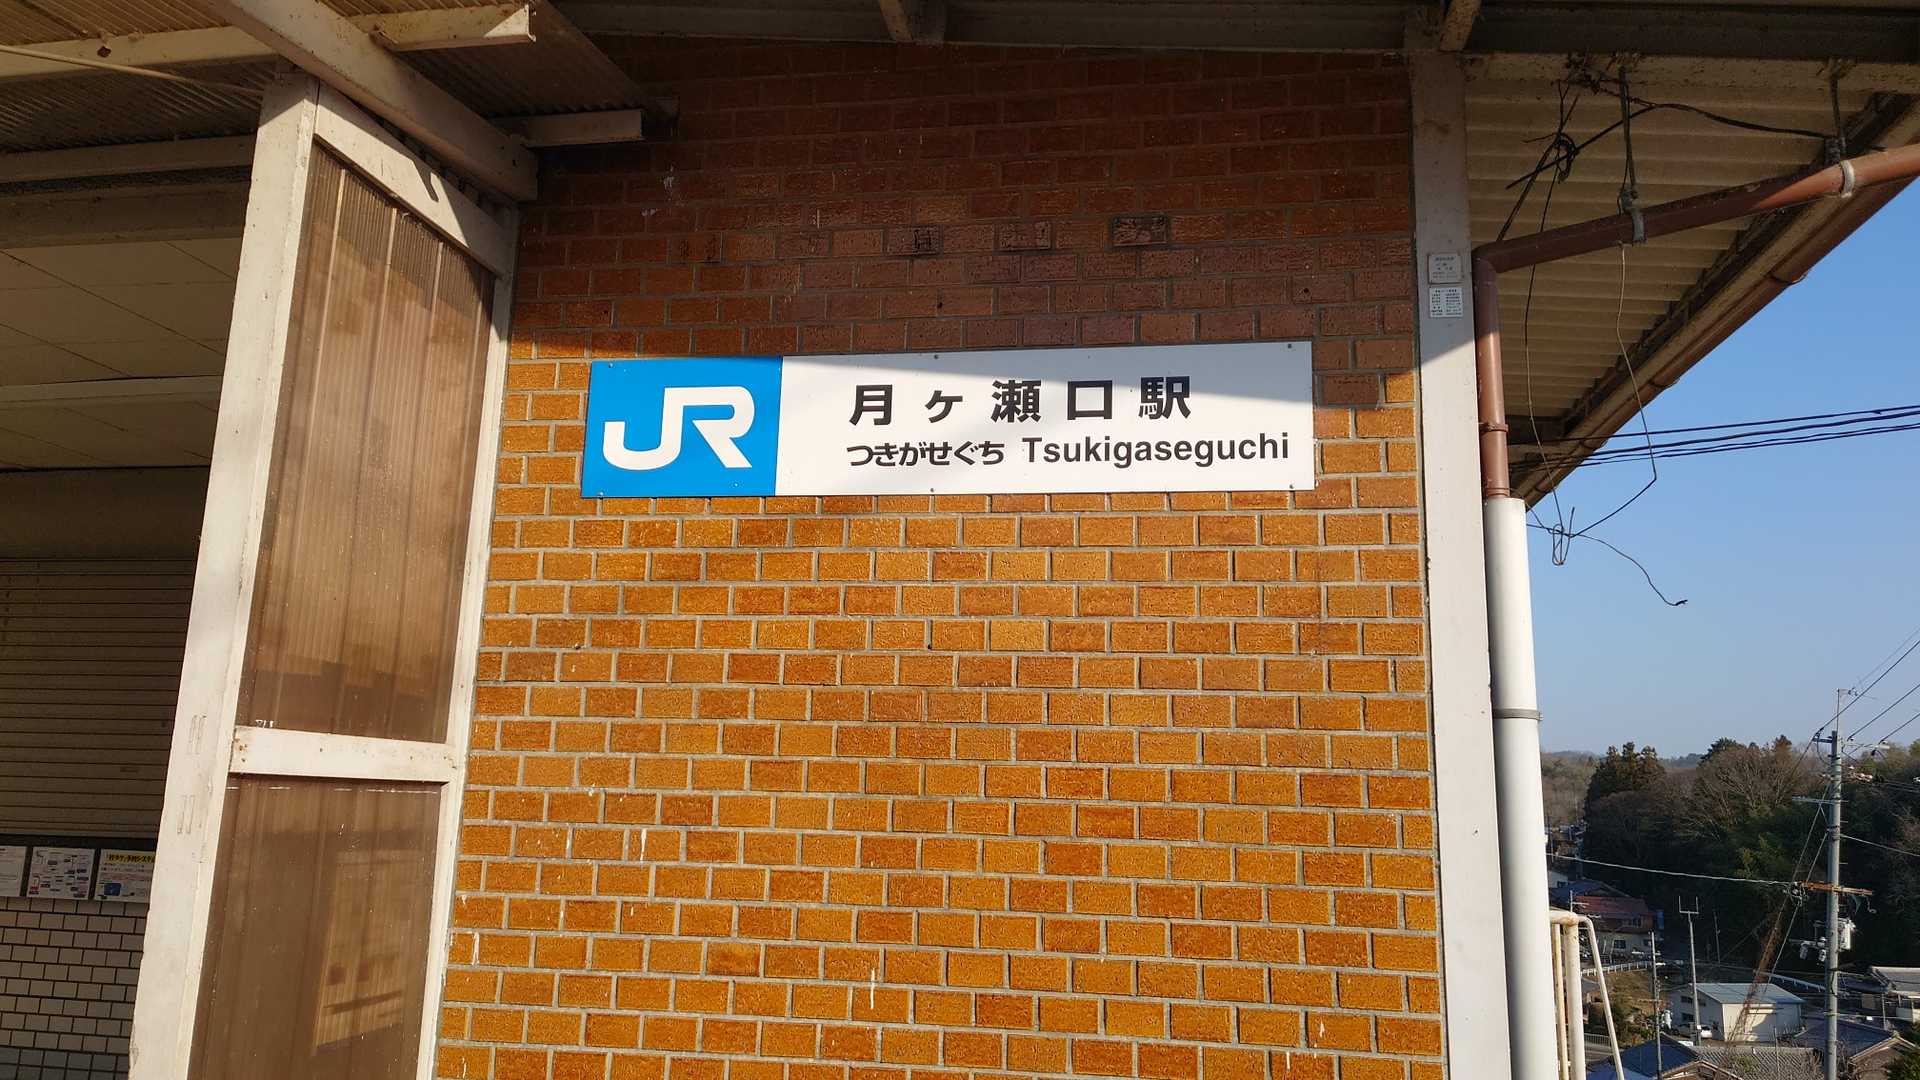 JR
月ヶ瀬口駅
つきがせぐち Tsukigaseguchi